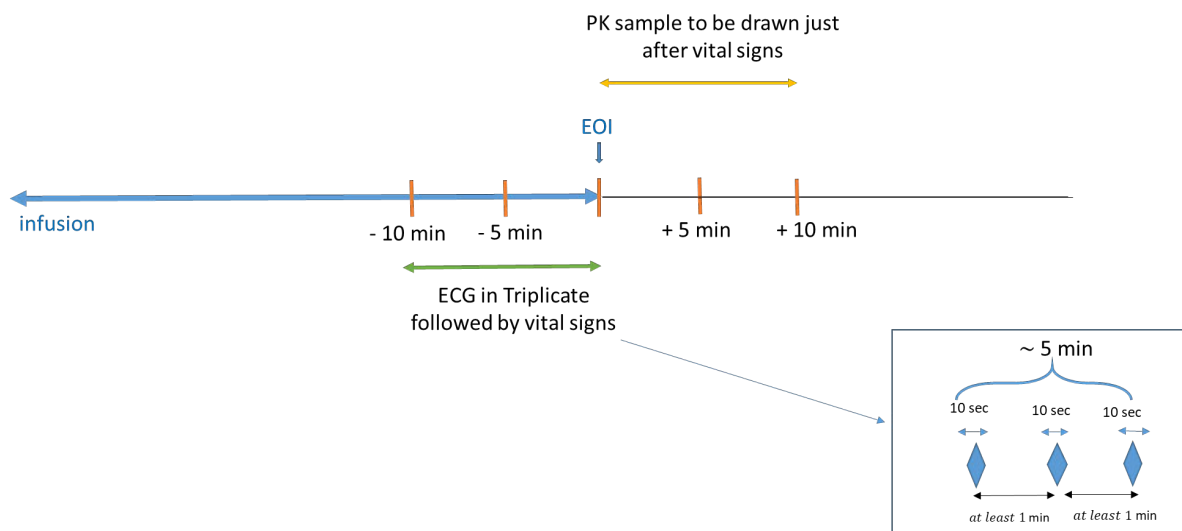 PK sample to be drawn just
after vital signs
EOI
infusion
- 10 min
- 5 min
+ 5 min
+ 10 min
ECG in Triplicate
followed by vital signs
~ 5 min
10 sec
10 sec
10 sec
at least 1 min
at least 1 min